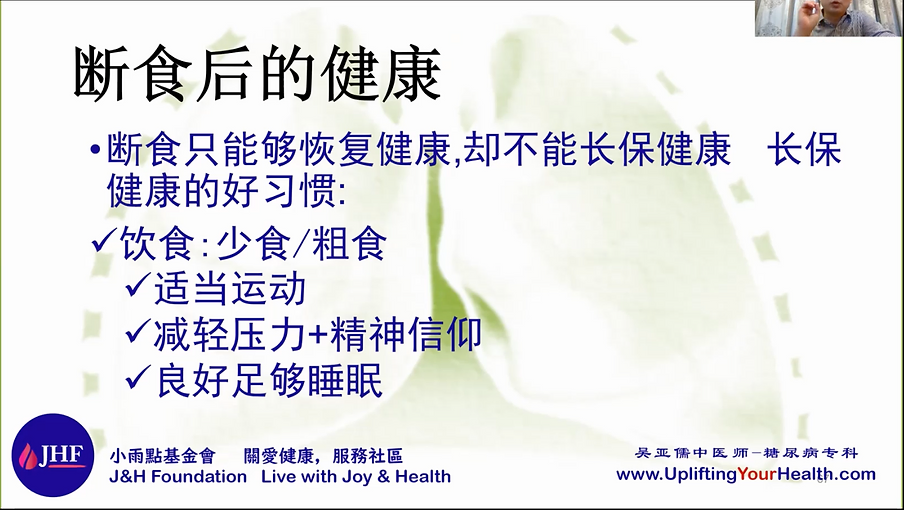 断食后的健康
•断食只能够恢复健康,却不能长保健康 长保
健康的好习惯:
✓饮食:少食/粗食
✓适当运动
✓减轻压力+精神信仰
✓良好足够睡眠
JHF
小雨點基金會 關愛健康，服務社區
J&H Foundation Live with Joy & Health
吴亚儒中医师-糖尿病专科
www.UpliftingYourHealth.com